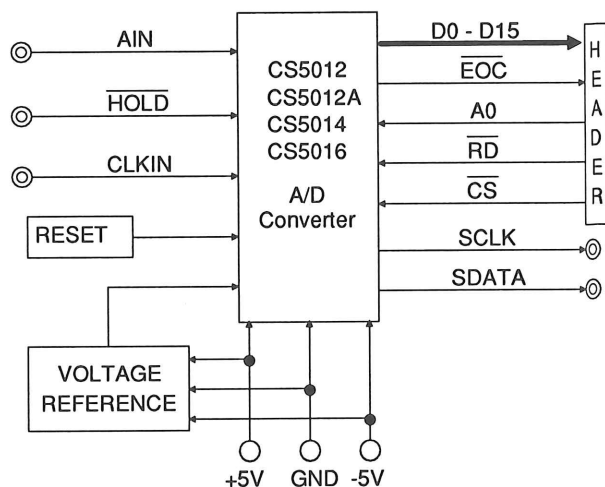 AIN
HOLD
CLKIN
RESET
VOLTAGE
REFERENCE
CS5012
CS5012A
CS5014
CS5016
A/D
Converter
D0 - D15
EOC
A0
RD
CS
SCLK
SDATA
HEADER
+5V GND -5V